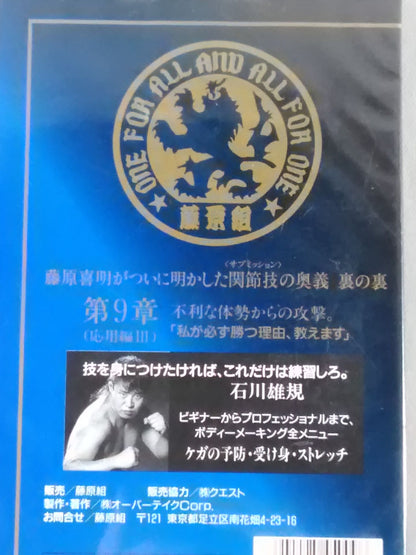 ONE FOR ALL AND ALL FOR ONE
藤原組
〈サブミッション〉
藤原喜明がついに明かした関節技の奥義 裏の裏
第9章 不利な体勢からの攻撃。
(応用編III) 「私が必ず勝つ理由、教えます」
技を身につけたければ、これだけは練習しろ。
石川雄規
ビギナーからプロフェッショナルまで、
ボディーメーキング全メニュー
ケガの予防・受け身・ストレッチ
販売/藤原組 販売協力/㈱クエスト
製作・著作/㈱オーバーテイクCorp.
お問合せ/藤原組 〒121 東京都足立区南花畑4-23-16